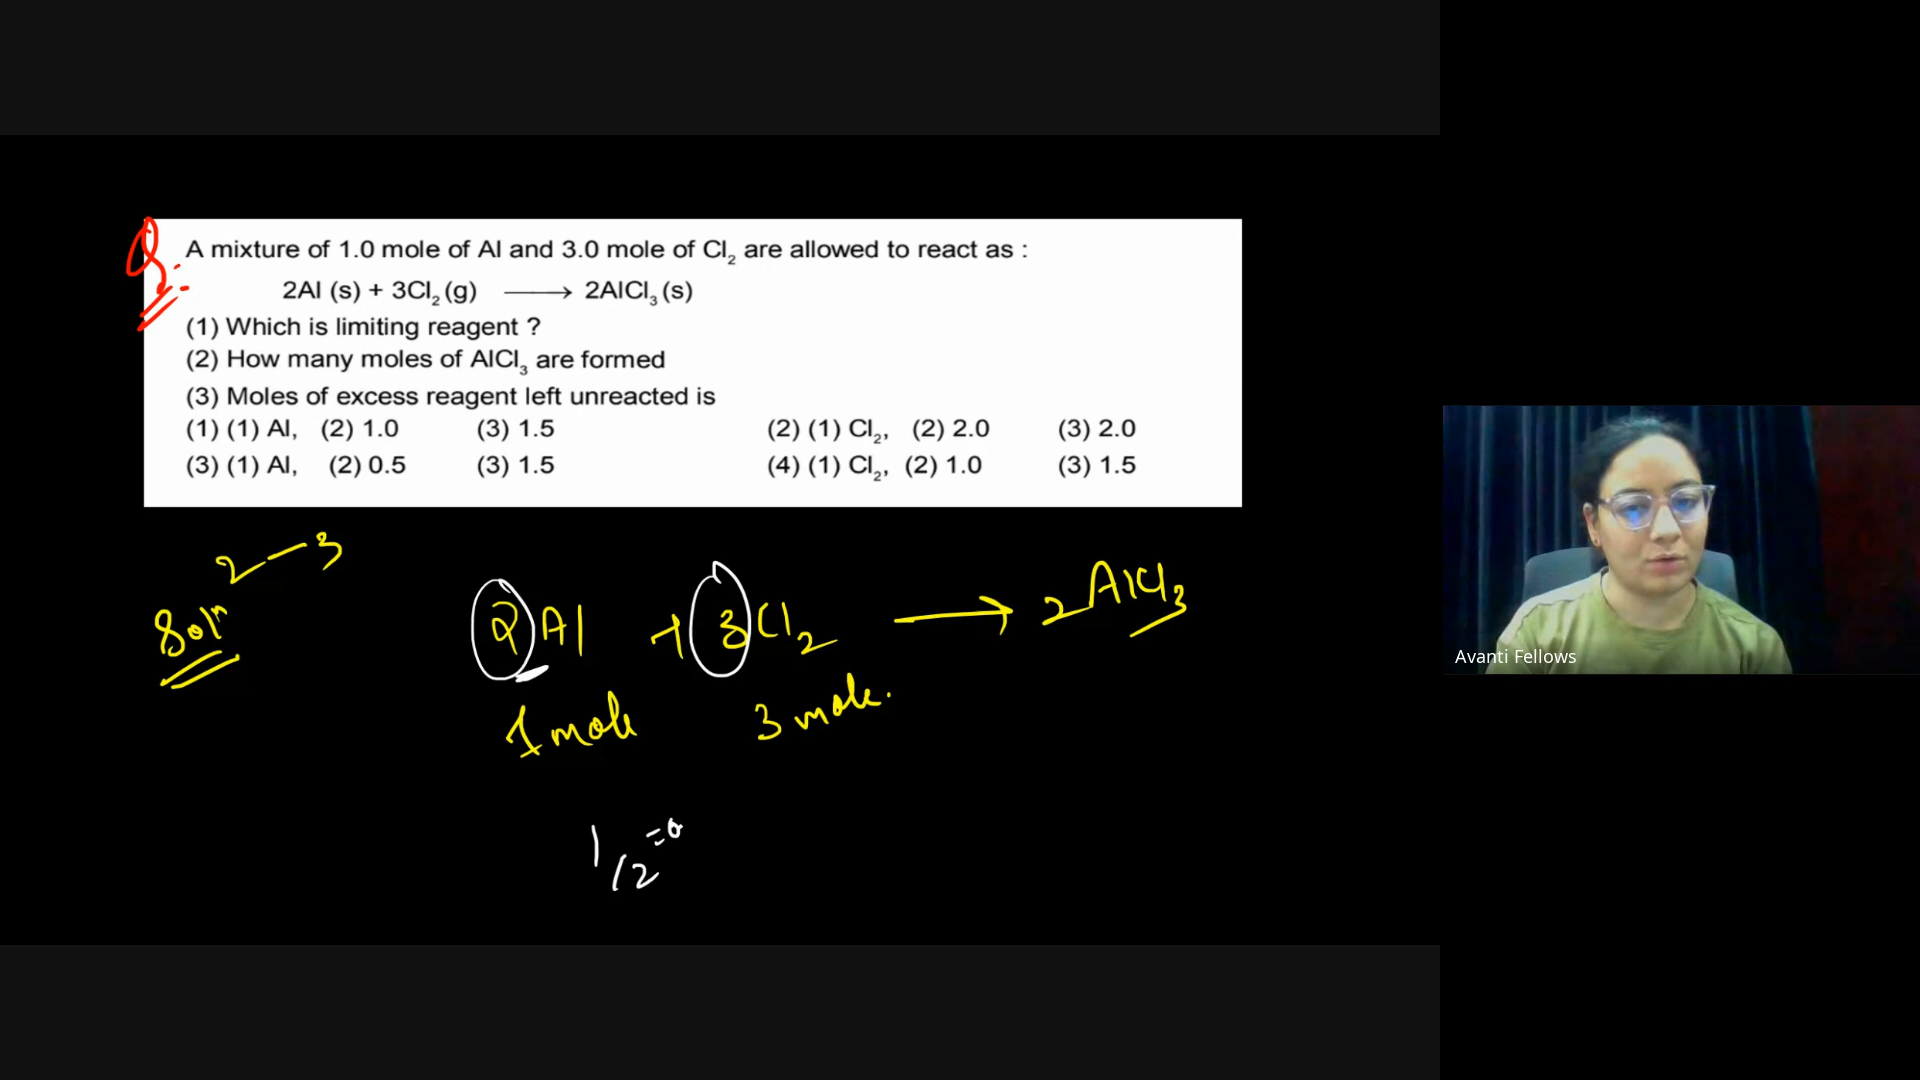 Q:
A mixture of 1.0 mole of Al and 3.0 mole of Cl₂ are allowed to react as :
2Al (s) + 3Cl₂ (g) ⟶ 2AlCl₃ (s)
(1) Which is limiting reagent ?
(2) How many moles of AlCl₃ are formed
(3) Moles of excess reagent left unreacted is
(1) (1) Al, (2) 1.0 (3) 1.5 (2) (1) Cl₂, (2) 2.0 (3) 2.0
(3) (1) Al, (2) 0.5 (3) 1.5 (4) (1) Cl₂, (2) 1.0 (3) 1.5
2 — 3
Solⁿ
2Al + 3Cl₂ ⟶ 2AlCl₃
1 mole 3 mole.
1/2 = 0
Avanti Fellows